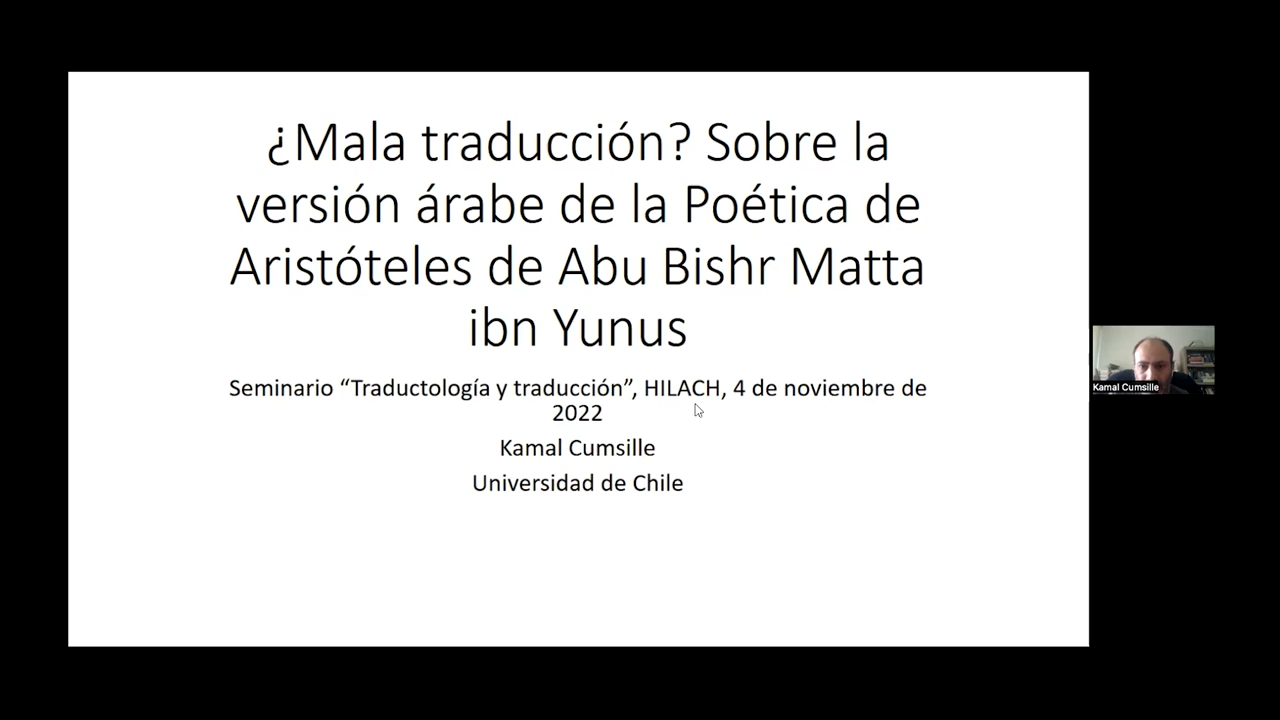 ¿Mala traducción? Sobre la
versión árabe de la Poética de
Aristóteles de Abu Bishr Matta
ibn Yunus
Seminario “Traductología y traducción”, HILACH, 4 de noviembre de
2022
Kamal Cumsille
Universidad de Chile
Kamal Cumsille